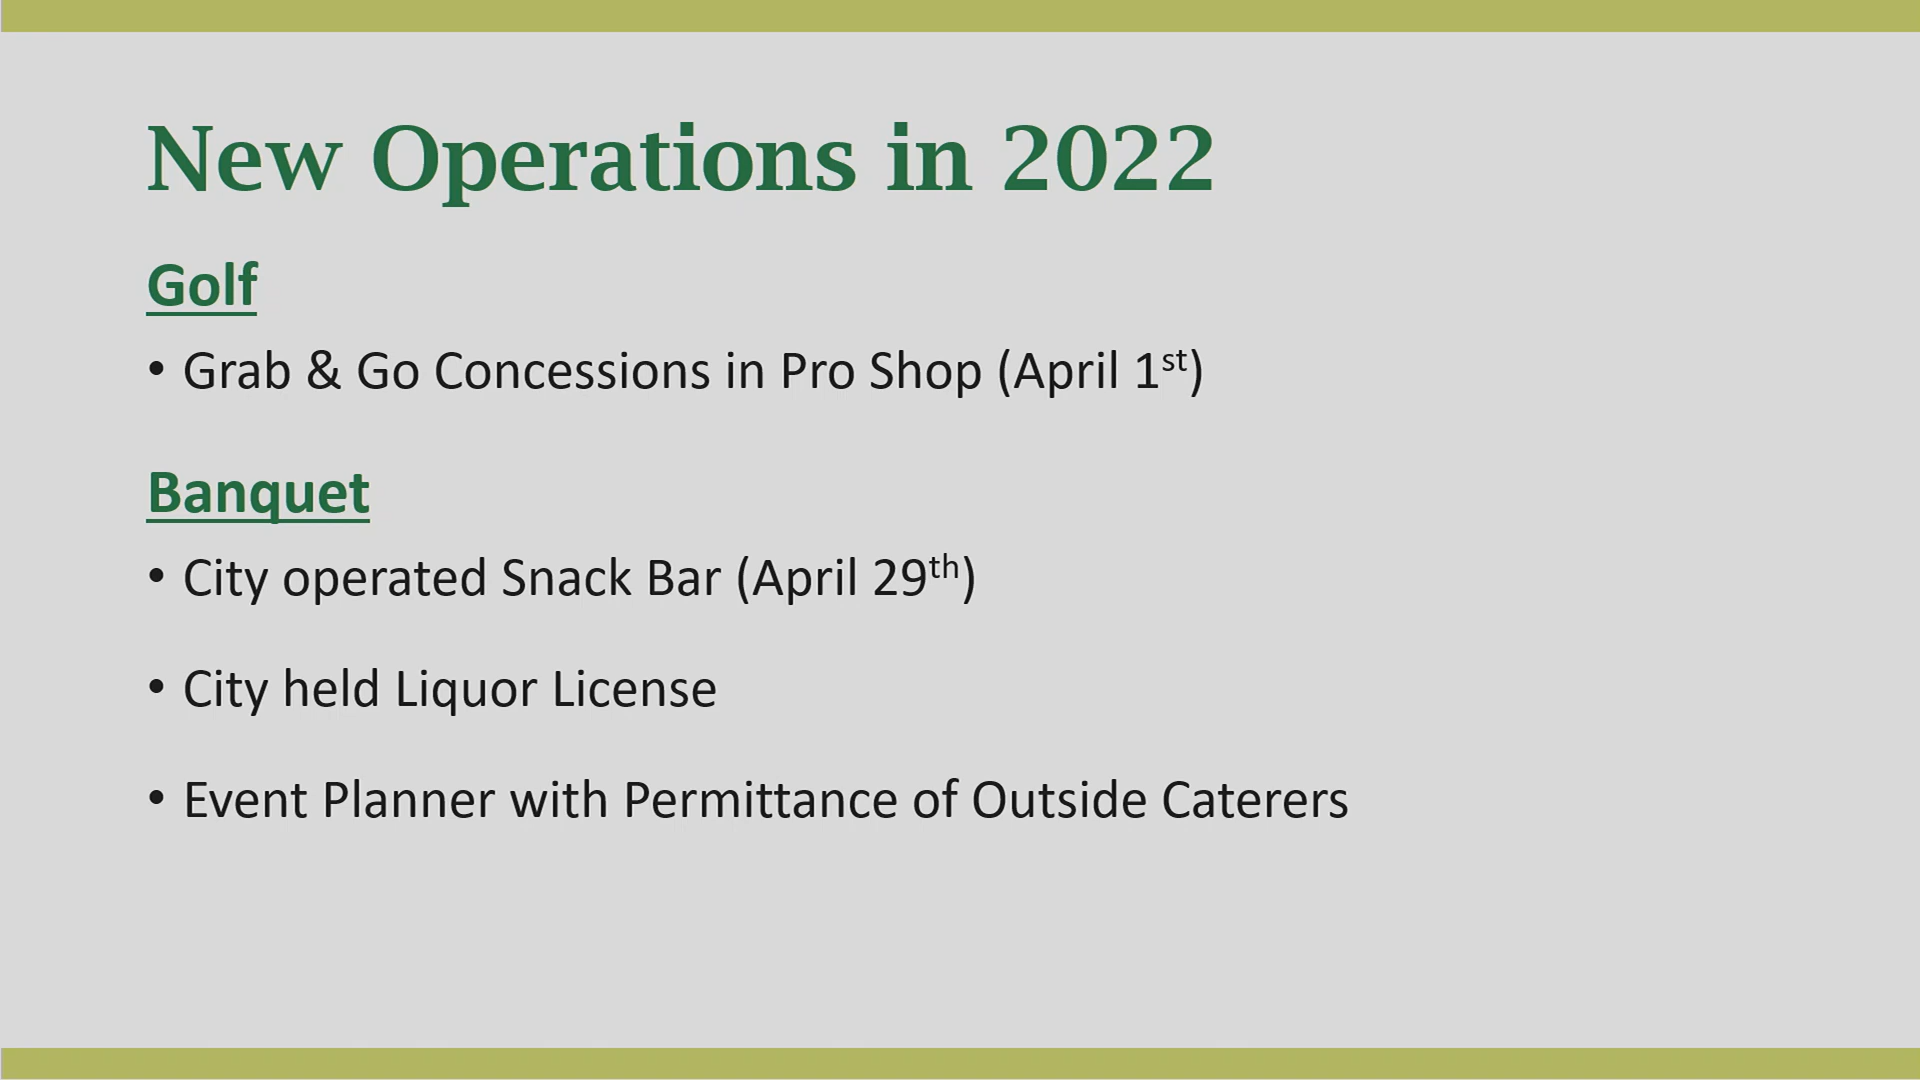 New Operations in 2022
Golf
• Grab & Go Concessions in Pro Shop (April 1st)
Banquet
• City operated Snack Bar (April 29th)
• City held Liquor License
• Event Planner with Permittance of Outside Caterers